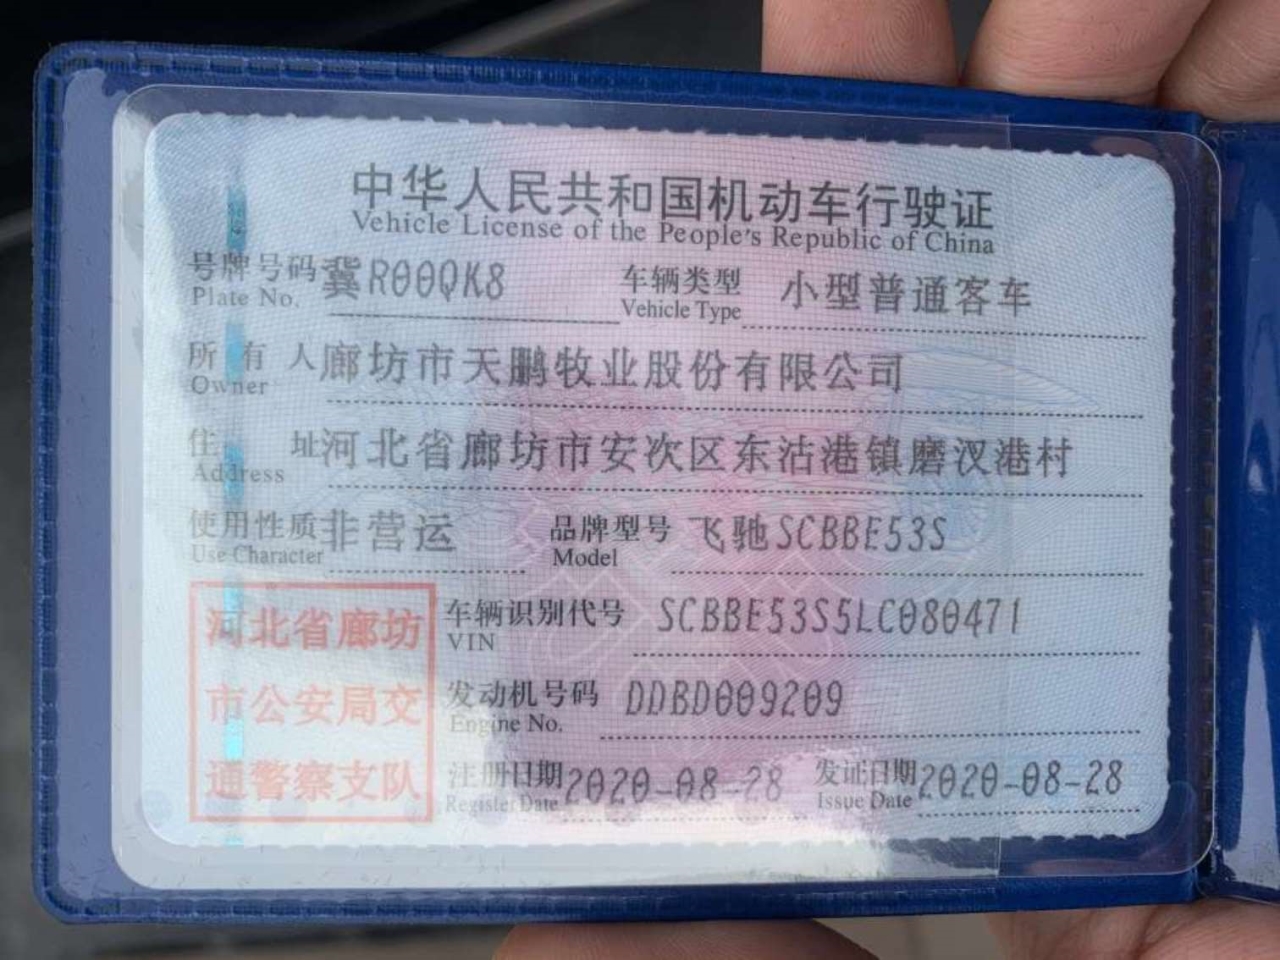 中华人民共和国机动车行驶证
Vehicle License of the People's Republic of China
号牌号码 冀R00QK8 车辆类型 小型普通客车
Plate No. Vehicle Type
所有人 廊坊市天鹏牧业股份有限公司
Owner
住址 河北省廊坊市安次区东沽港镇磨汊港村
Address
使用性质 非营运 品牌型号 飞驰SCBBE53S
Use Character Model
河北省廊坊
市公安局交
通警察支队
车辆识别代号 SCBBE53S5LC080471
VIN
发动机号码 DDBD009209
Engine No.
注册日期 2020-08-28 发证日期 2020-08-28
Register Date Issue Date